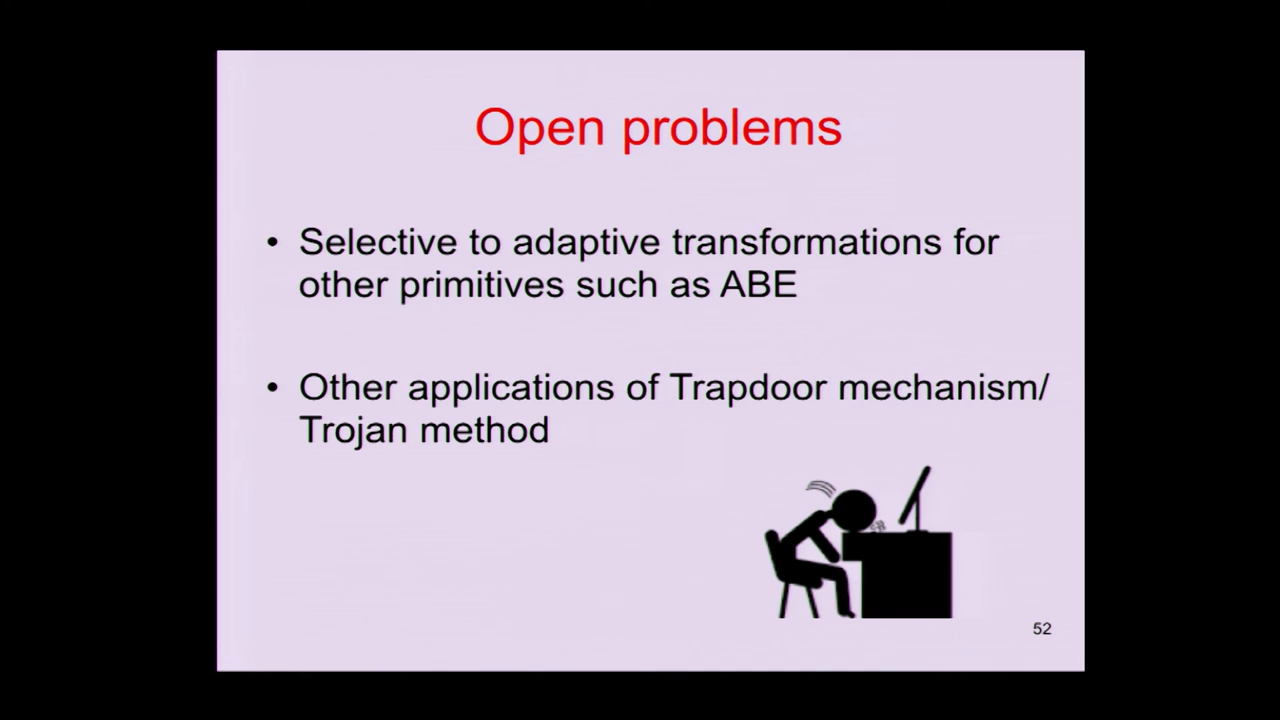 Open problems
• Selective to adaptive transformations for
other primitives such as ABE
• Other applications of Trapdoor mechanism/
Trojan method
52